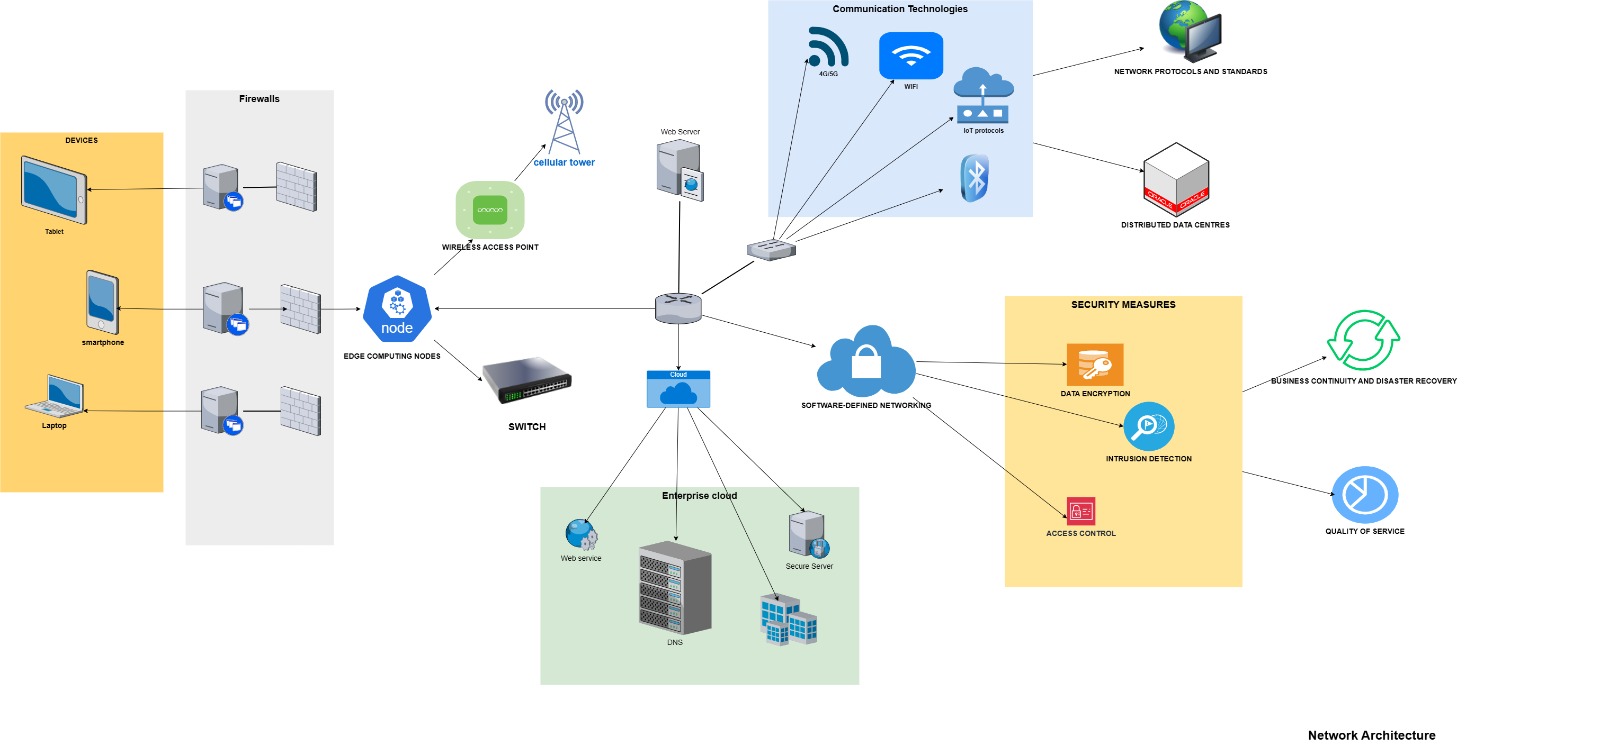 Communication Technologies
4G/5G
WIFI
IoT protocols
NETWORK PROTOCOLS AND STANDARDS
Firewalls
DEVICES
Tablet
smartphone
Laptop
cellular tower
WIRELESS ACCESS POINT
Web Server
ORACLE
ORACLE
DISTRIBUTED DATA CENTRES
node
EDGE COMPUTING NODES
SWITCH
Cloud
SOFTWARE-DEFINED NETWORKING
SECURITY MEASURES
DATA ENCRYPTION
INTRUSION DETECTION
ACCESS CONTROL
BUSINESS CONTINUITY AND DISASTER RECOVERY
QUALITY OF SERVICE
Enterprise cloud
Web service
DNS
Secure Server
Network Architecture